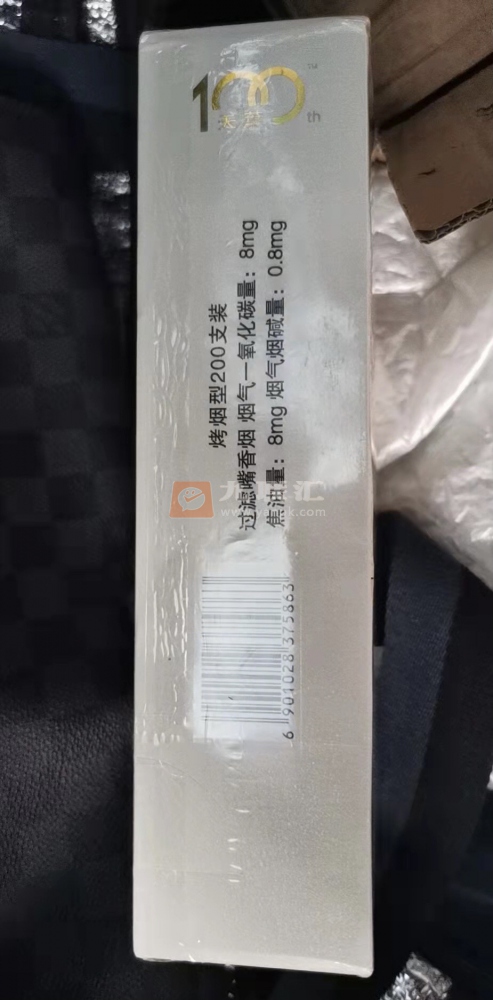 100
TM
th
烤烟型200支装
过滤嘴香烟 烟气一氧化碳量：8mg
焦油量：8mg 烟气烟碱量：0.8mg
6 901028 375863